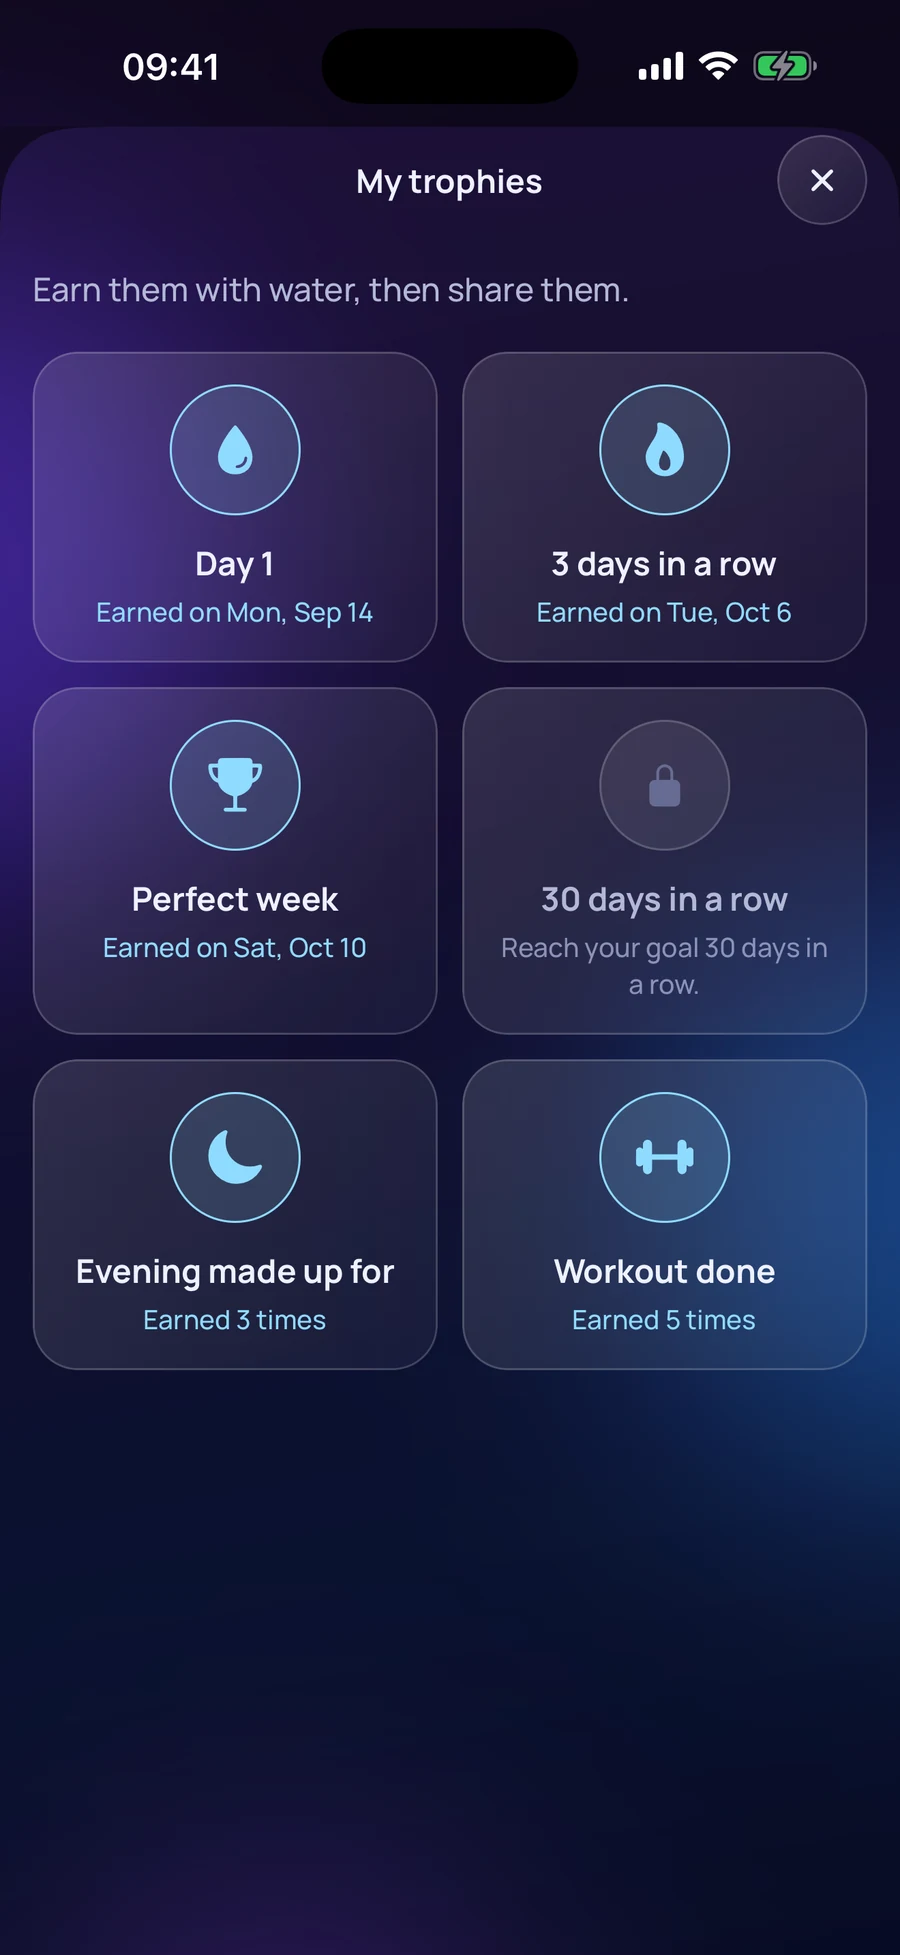 09:41
My trophies
Earn them with water, then share them.
Day 1
Earned on Mon, Sep 14
3 days in a row
Earned on Tue, Oct 6
Perfect week
Earned on Sat, Oct 10
30 days in a row
Reach your goal 30 days in
a row.
Evening made up for
Earned 3 times
Workout done
Earned 5 times